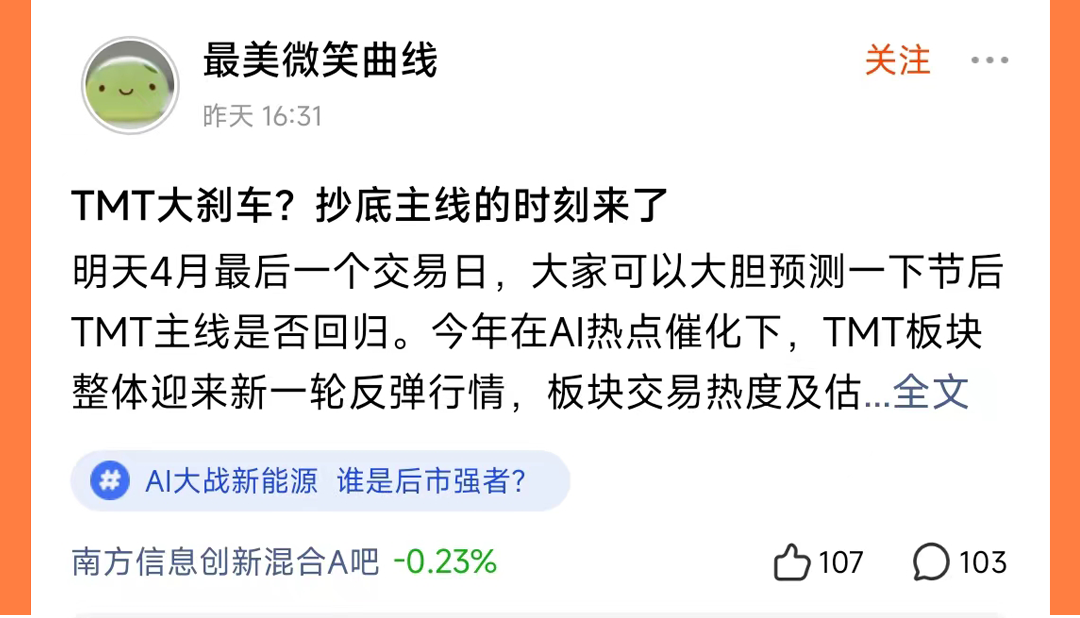 最美微笑曲线
关注
昨天 16:31
TMT大刹车？抄底主线的时刻来了
明天4月最后一个交易日，大家可以大胆预测一下节后
TMT主线是否回归。今年在AI热点催化下，TMT板块
整体迎来新一轮反弹行情，板块交易热度及估...全文
# AI大战新能源 谁是后市强者？
南方信息创新混合A吧 -0.23%
107
103